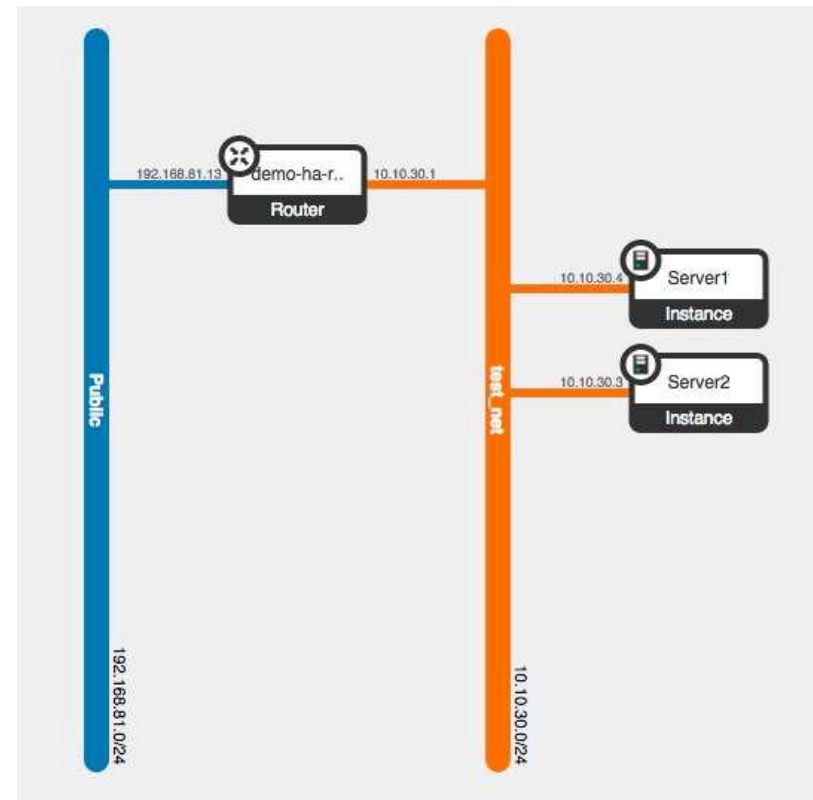 192.168.81.13
demo-ha-r..
10.10.30.1
Router
10.10.30.4
Server1
Instance
10.10.30.3
Server2
Instance
Public
test_net
192.168.81.0/24
10.10.30.0/24